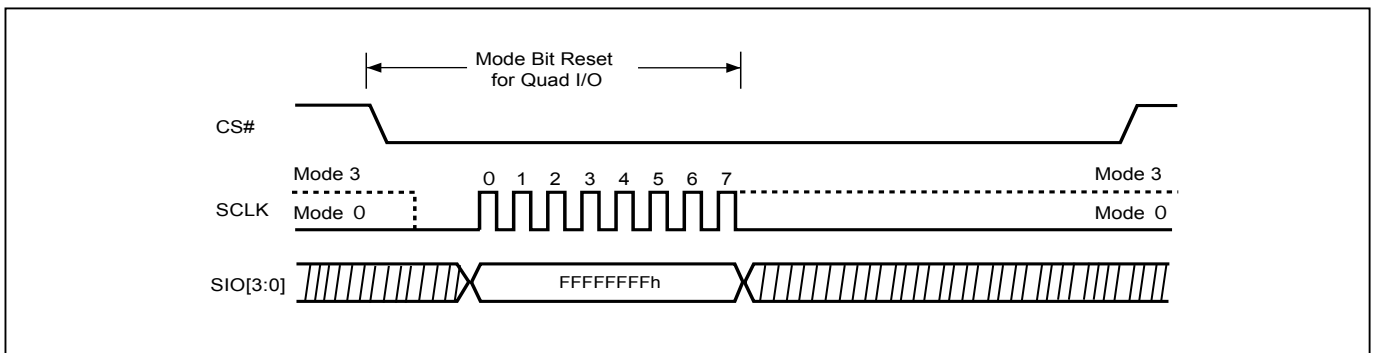 Mode Bit Reset
for Quad I/O
CS#
Mode 3
0 1 2 3 4 5 6 7
Mode 3
SCLK
Mode 0
Mode 0
SIO[3:0]
FFFFFFFFh